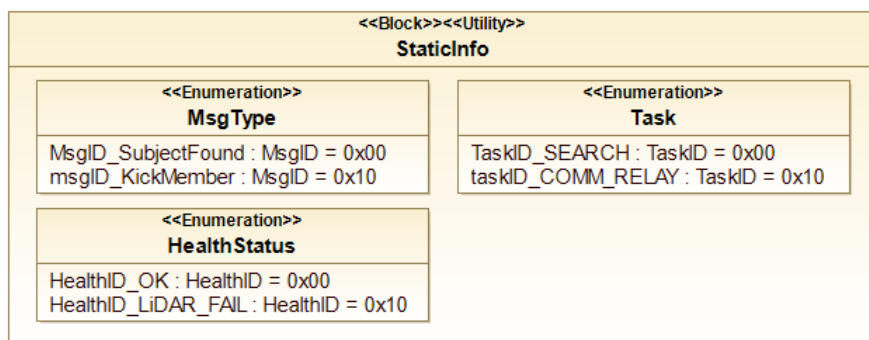 <<Block>><<Utility>>
StaticInfo
<<Enumeration>>
MsgType
MsgID_SubjectFound : MsgID = 0x00
msgID_KickMember : MsgID = 0x10
<<Enumeration>>
Task
TaskID_SEARCH : TaskID = 0x00
taskID_COMM_RELAY : TaskID = 0x10
<<Enumeration>>
HealthStatus
HealthID_OK : HealthID = 0x00
HealthID_LiDAR_FAIL : HealthID = 0x10